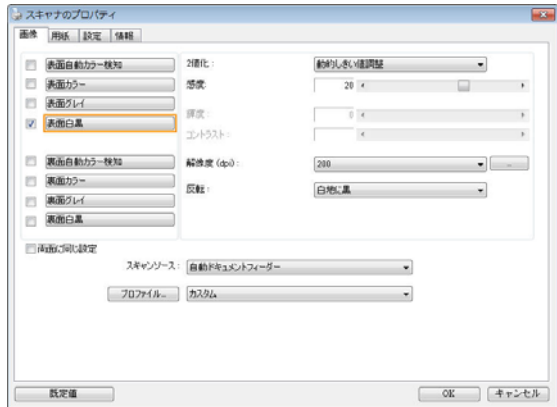 スキャナのプロパティ
画像 用紙 設定 情報
表面自動カラー検知 2値化: 動的しきい値調整
表面カラー 感度: 20
表面グレイ
輝度: 0
表面白黒
コントラスト:
裏面自動カラー検知 解像度 (dpi): 200 ...
裏面カラー
反転: 白地に黒
裏面グレイ
裏面白黒
両面に同じ設定
スキャンソース: 自動ドキュメントフィーダー
プロファイル... カスタム
既定値 OK キャンセル